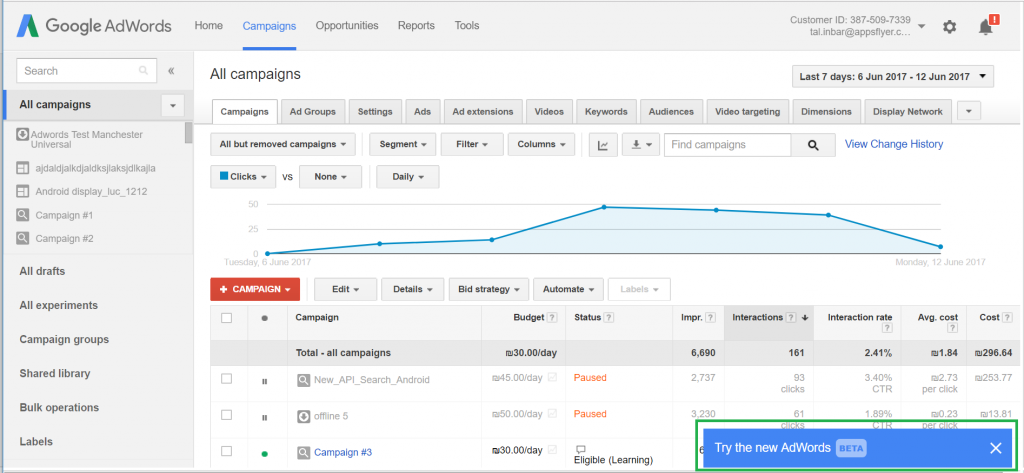 Google AdWords
Home Campaigns Opportunities Reports Tools
Customer ID: 387-509-7339
tal.inbar@appsflyer.c...
!
Search «
All campaigns
Adwords Test Manchester
Universal
ajdaldjalkdjaldksjlaksjdlkajla
Android display_luc_1212
Campaign #1
Campaign #2
All drafts
All experiments
Campaign groups
Shared library
Bulk operations
Labels
All campaigns
Last 7 days: 6 Jun 2017 - 12 Jun 2017
Campaigns Ad Groups Settings Ads Ad extensions Videos Keywords Audiences Video targeting Dimensions Display Network
All but removed campaigns Segment Filter Columns Find campaigns View Change History
Clicks VS None Daily
50
25
0
Tuesday, 6 June 2017 Monday, 12 June 2017
+ CAMPAIGN Edit Details Bid strategy Automate Labels
Campaign Budget ? Status ? Impr. ? Interactions ? Interaction rate ? Avg. cost ? Cost ?
Total - all campaigns ₪30.00/day 6,690 161 2.41% ₪1.84 ₪296.64
New_API_Search_Android ₪45.00/day Paused 2,737 93 clicks 3.40% CTR ₪2.73 per click ₪253.77
offline 5 ₪50.00/day Paused 3,230 61 clicks 1.89% CTR ₪0.23 per click ₪13.81
Campaign #3 ₪30.00/day Eligible (Learning)
Try the new AdWords BETA